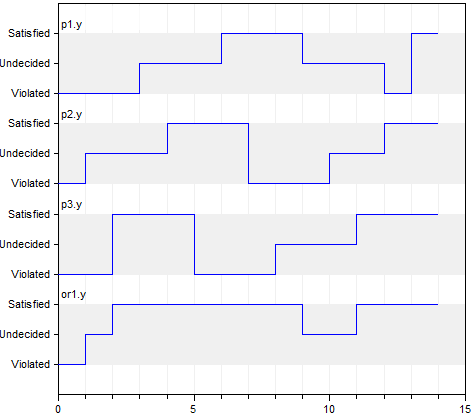 p1.y
Satisfied
Undecided
Violated
p2.y
Satisfied
Undecided
Violated
p3.y
Satisfied
Undecided
Violated
or1.y
Satisfied
Undecided
Violated
0 5 10 15